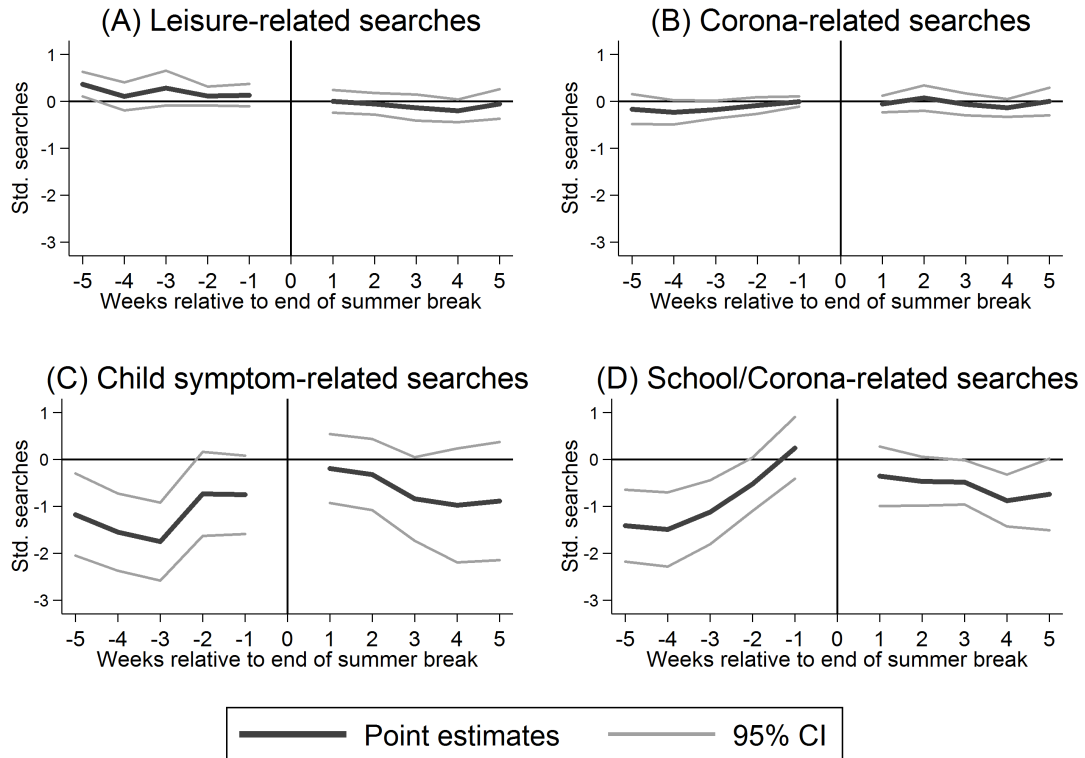 (A) Leisure-related searches
Std. searches
1
0
-1
-2
-3
-5 -4 -3 -2 -1 0 1 2 3 4 5
Weeks relative to end of summer break
(B) Corona-related searches
Std. searches
1
0
-1
-2
-3
-5 -4 -3 -2 -1 0 1 2 3 4 5
Weeks relative to end of summer break
(C) Child symptom-related searches
Std. searches
1
0
-1
-2
-3
-5 -4 -3 -2 -1 0 1 2 3 4 5
Weeks relative to end of summer break
(D) School/Corona-related searches
Std. searches
1
0
-1
-2
-3
-5 -4 -3 -2 -1 0 1 2 3 4 5
Weeks relative to end of summer break
Point estimates 95% CI